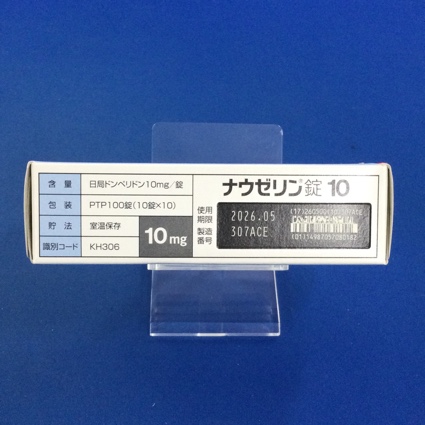 含量 日局ドンペリドン10mg/錠
包装 PTP100錠(10錠×10)
貯法 室温保存
識別コード KH306
10mg
ナウゼリン®錠10
使用期限 2026.05
製造番号 307ACE